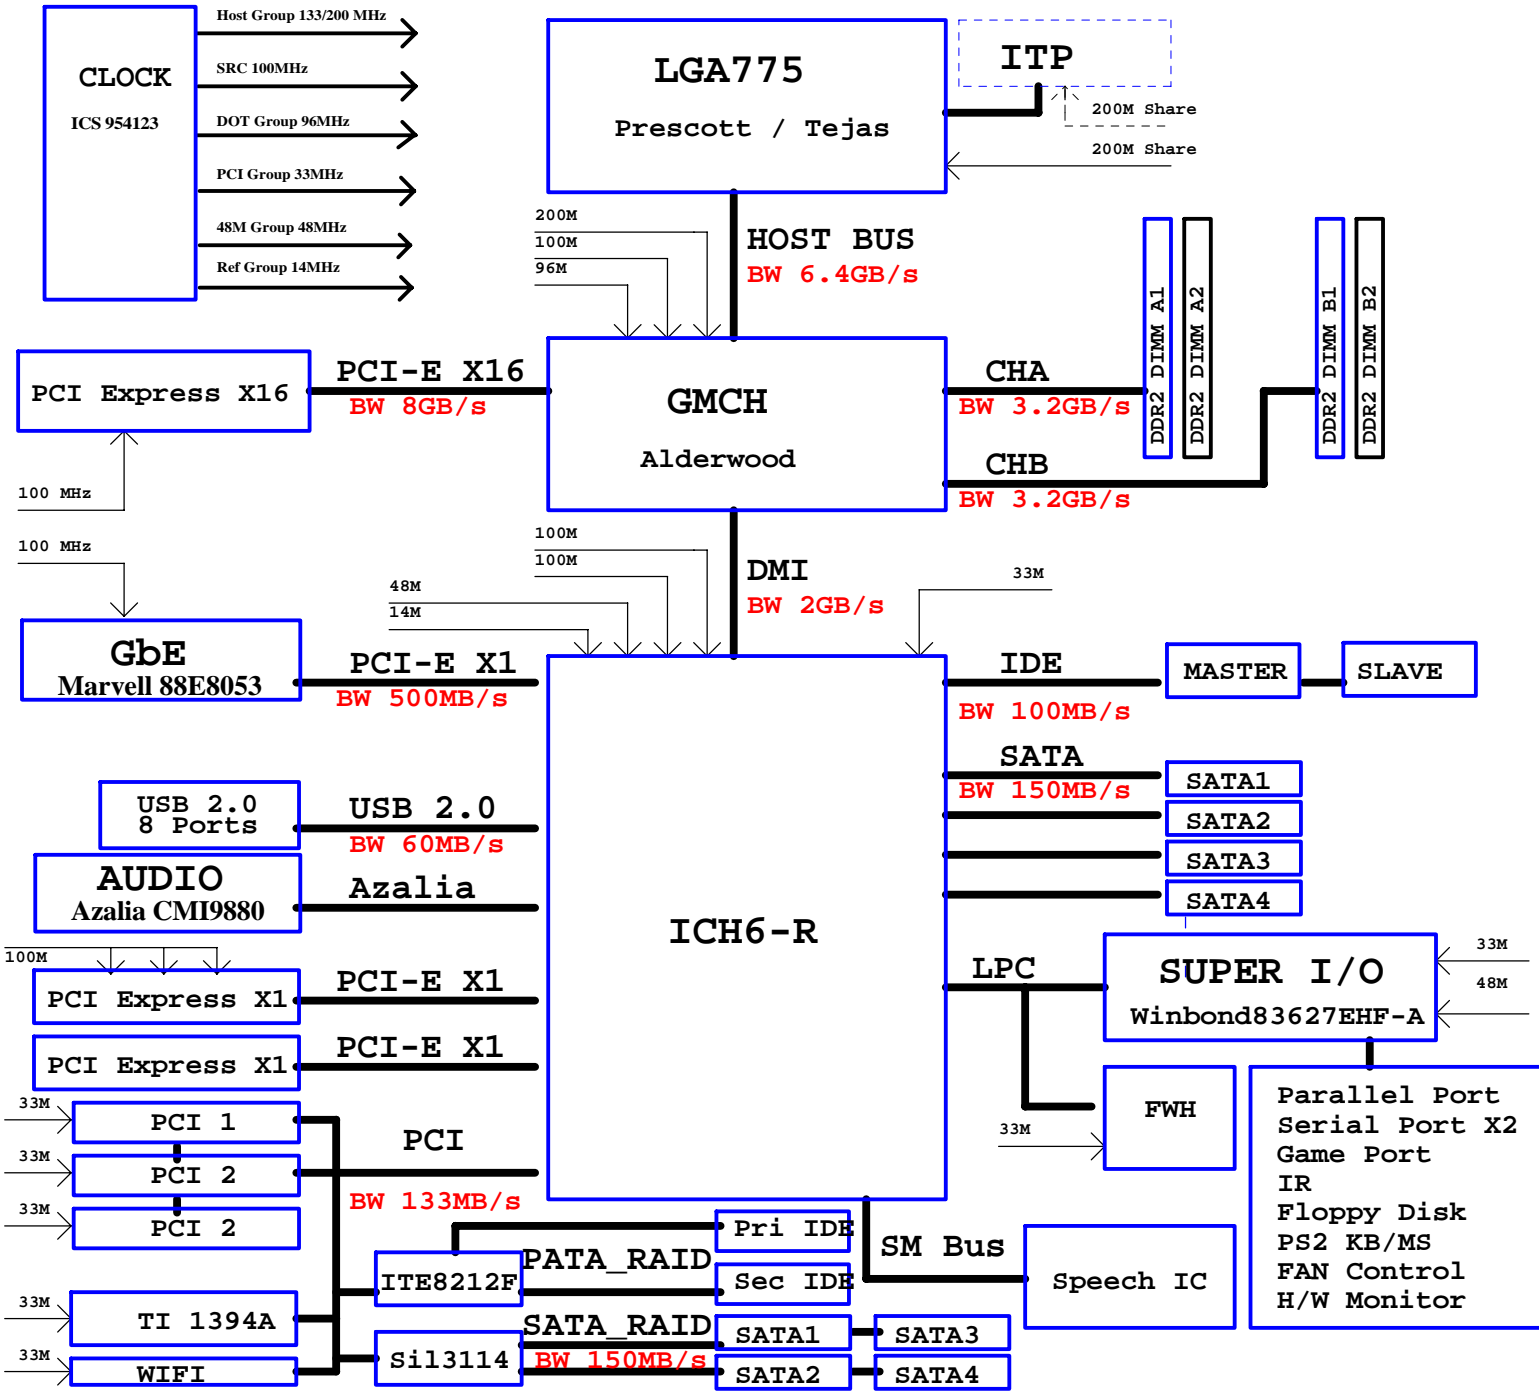 Host Group 133/200 MHz
CLOCK
ICS 954123
SRC 100MHz
DOT Group 96MHz
PCI Group 33MHz
48M Group 48MHz
Ref Group 14MHz
LGA775
Prescott / Tejas
ITP
200M Share
200M Share
200M
100M
96M
HOST BUS
BW 6.4GB/s
PCI Express X16
PCI-E X16
BW 8GB/s
100 MHz
GMCH
Alderwood
CHA
BW 3.2GB/s
CHB
BW 3.2GB/s
DDR2 DIMM A1
DDR2 DIMM A2
DDR2 DIMM B1
DDR2 DIMM B2
100 MHz
100M
100M
48M
14M
DMI
BW 2GB/s
33M
GbE
Marvell 88E8053
PCI-E X1
BW 500MB/s
IDE
BW 100MB/s
MASTER
SLAVE
SATA
BW 150MB/s
SATA1
SATA2
SATA3
SATA4
USB 2.0
8 Ports
USB 2.0
BW 60MB/s
AUDIO
Azalia CMI9880
Azalia
ICH6-R
100M
PCI Express X1
PCI-E X1
PCI Express X1
PCI-E X1
LPC
SUPER I/O
Winbond83627EHF-A
33M
48M
FWH
33M
Parallel Port
Serial Port X2
Game Port
IR
Floppy Disk
PS2 KB/MS
FAN Control
H/W Monitor
33M
PCI 1
33M
PCI 2
33M
PCI 2
PCI
BW 133MB/s
33M
TI 1394A
33M
WIFI
ITE8212F
PATA_RAID
Pri IDE
Sec IDE
Sil3114
SATA_RAID
BW 150MB/s
SATA1
SATA3
SATA2
SATA4
SM Bus
Speech IC